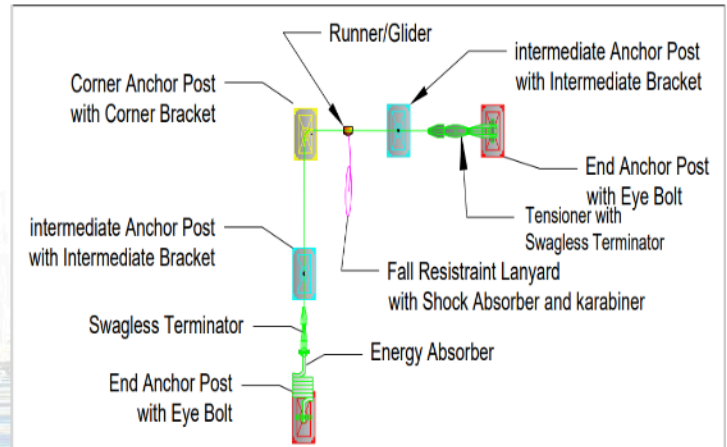 Runner/Glider
intermediate Anchor Post
with Intermediate Bracket
Corner Anchor Post
with Corner Bracket
End Anchor Post
with Eye Bolt
Tensioner with
Swagless Terminator
intermediate Anchor Post
with Intermediate Bracket
Fall Resistraint Lanyard
with Shock Absorber and karabiner
Swagless Terminator
Energy Absorber
End Anchor Post
with Eye Bolt